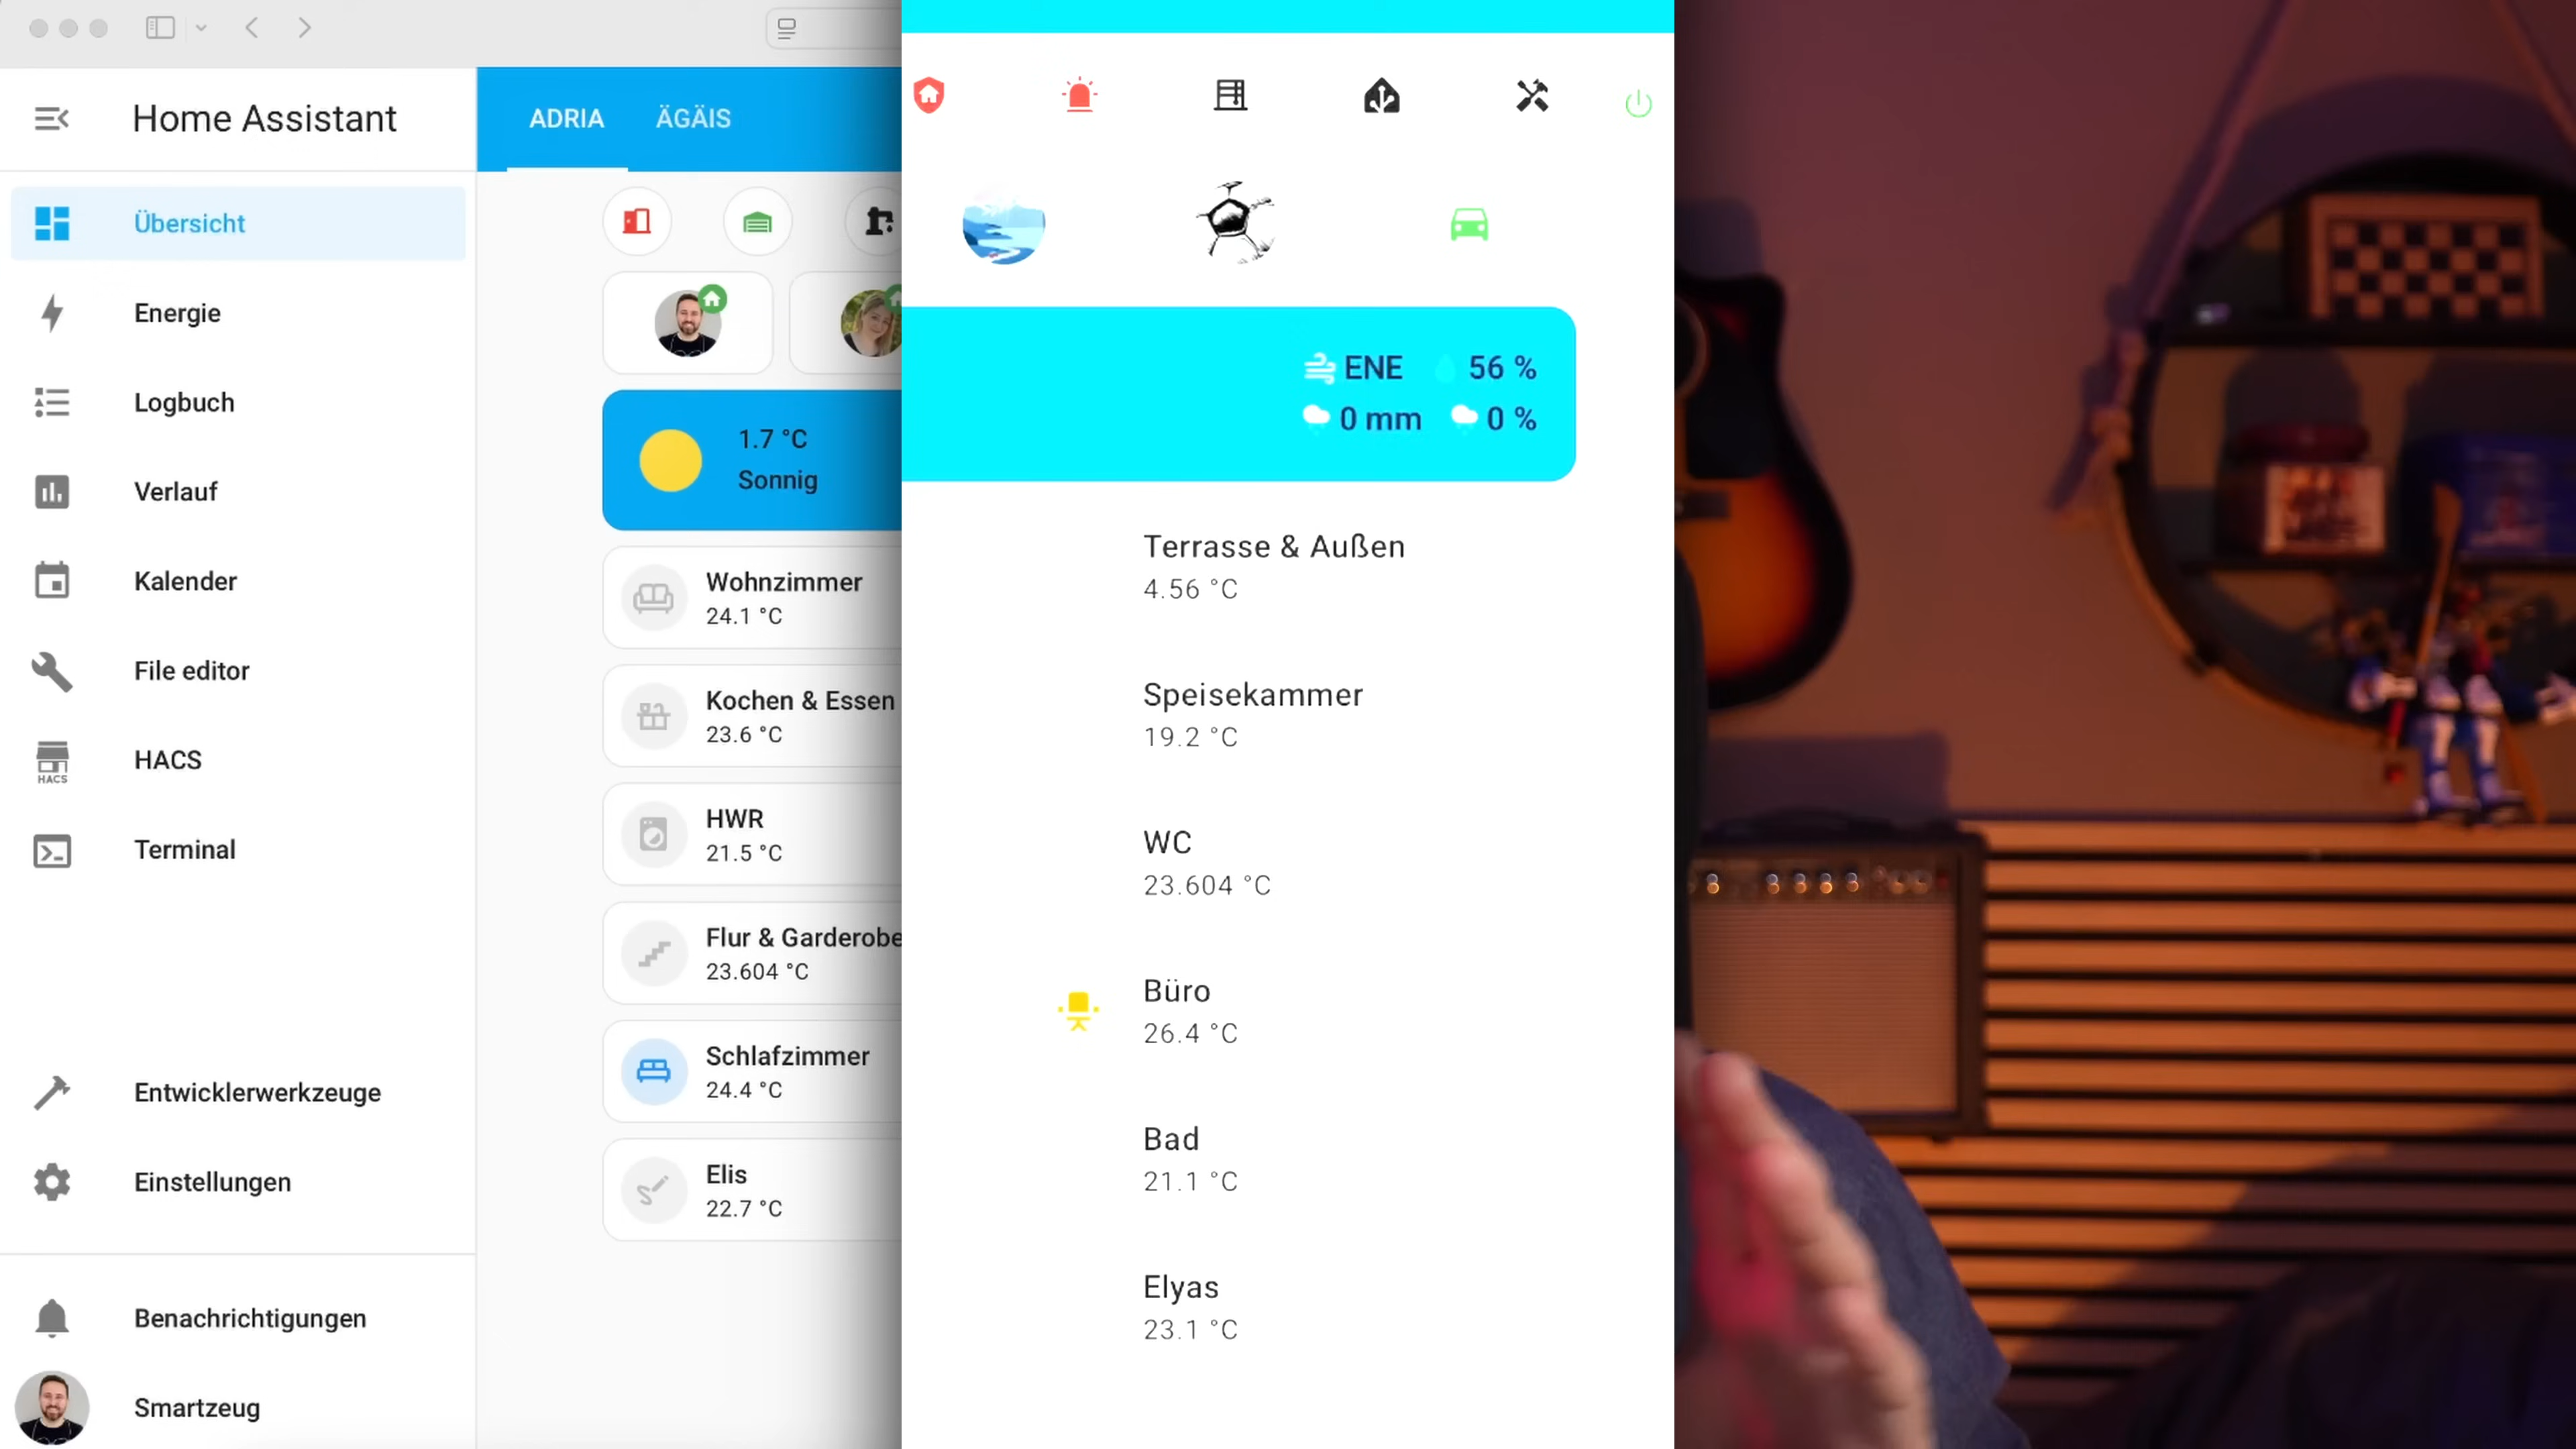 Home Assistant
Übersicht
Energie
Logbuch
Verlauf
Kalender
File editor
HACS
HACS
Terminal
Entwicklerwerkzeuge
Einstellungen
Benachrichtigungen
Smartzeug
ADRIA ÄGÄIS
1.7 °C
Sonnig
Wohnzimmer
24.1 °C
Kochen & Essen
23.6 °C
HWR
21.5 °C
Flur & Garderobe
23.604 °C
Schlafzimmer
24.4 °C
Elis
22.7 °C
ENE 56 %
0 mm 0 %
Terrasse & Außen
4.56 °C
Speisekammer
19.2 °C
WC
23.604 °C
Büro
26.4 °C
Bad
21.1 °C
Elyas
23.1 °C